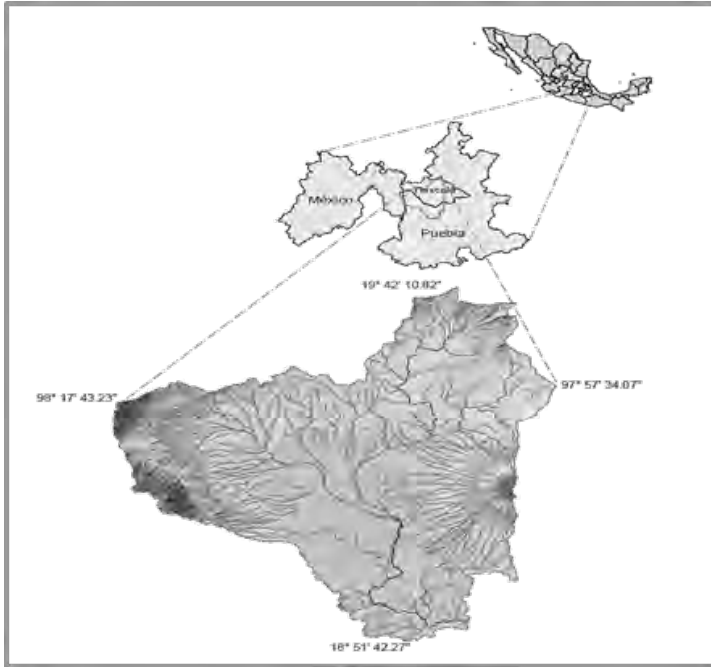 México
Tlaxcala
Puebla
19° 42' 10.82"
98° 17' 43.23"
97° 57' 34.07"
18° 51' 42.27"